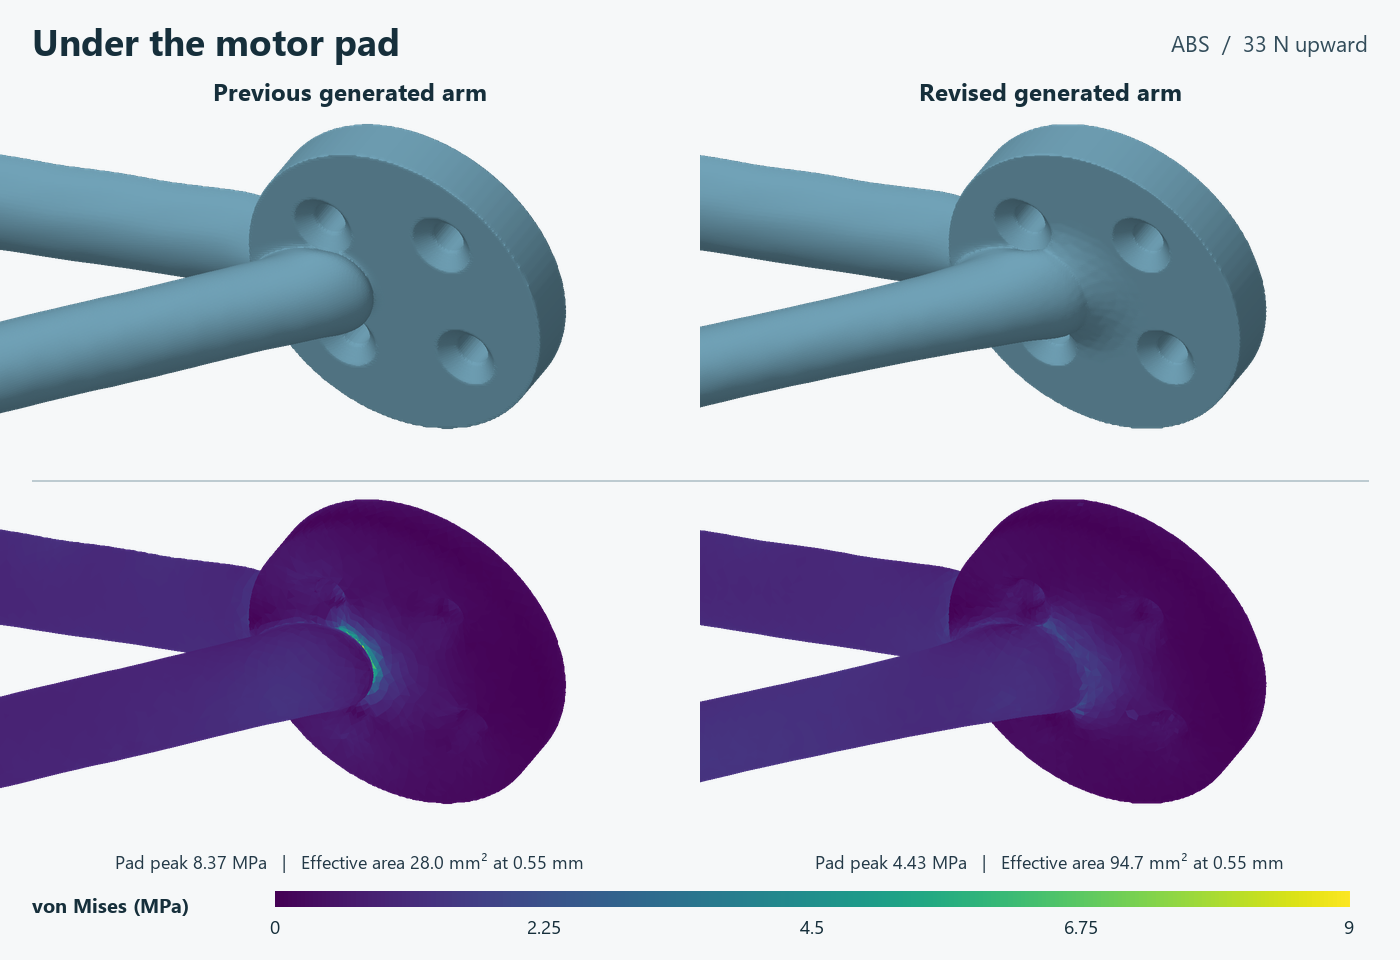 Under the motor pad
ABS / 33 N upward
Previous generated arm
Revised generated arm
Pad peak 8.37 MPa | Effective area 28.0 mm² at 0.55 mm
Pad peak 4.43 MPa | Effective area 94.7 mm² at 0.55 mm
von Mises (MPa)
0 2.25 4.5 6.75 9